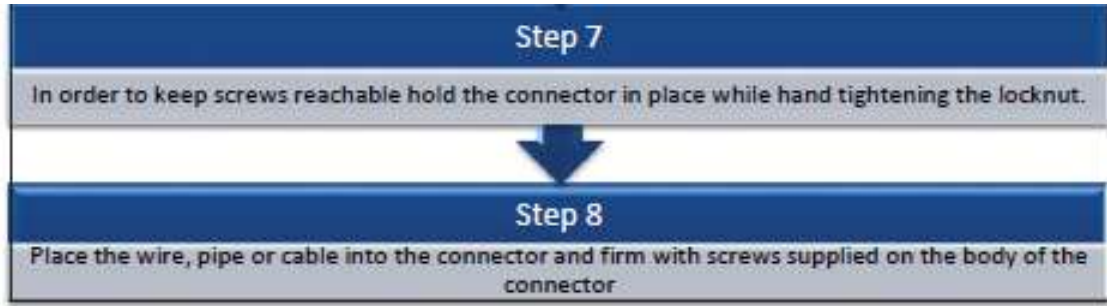 Step 7
In order to keep screws reachable hold the connector in place while hand tightening the locknut.
Step 8
Place the wire, pipe or cable into the connector and firm with screws supplied on the body of the
connector